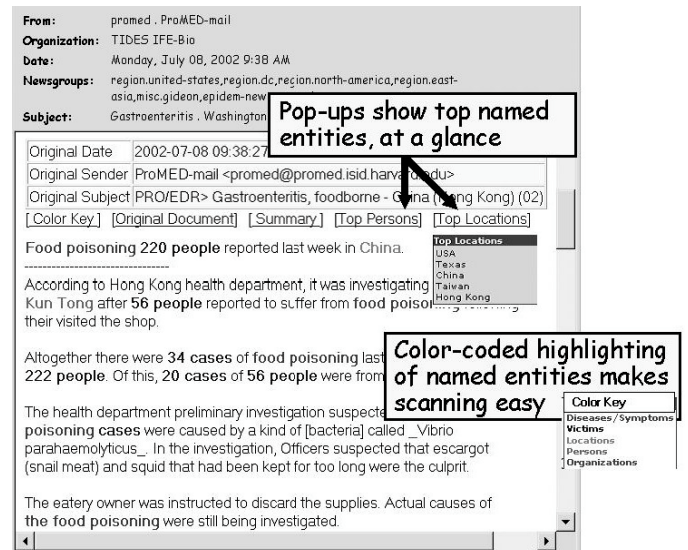 From: promed . ProMED-mail
Organization: TIDES IFE-Bio
Date: Monday, July 08, 2002 9:38 AM
Newsgroups: region.united-states,region.dc,recion.north-america,region.east-
asia,misc.gideon,epidem-new
Subject: Gastroenteritis . Washington
Pop-ups show top named
entities, at a glance
Original Date 2002-07-08 09:38:27
Original Sender ProMED-mail <promed@promed.isid.harvard.edu>
Original Subject PRO/EDR> Gastroenteritis, foodborne - China (Hong Kong) (02)
[ Color Key ] [Original Document] [ Summary ] [Top Persons] [Top Locations]
Top Locations
USA
Texas
China
Taiwan
Hong Kong
Food poisoning 220 people reported last week in China.
--------------------------------
According to Hong Kong health department, it was investigating
Kun Tong after 56 people reported to suffer from food poisoning following
their visited the shop.
Altogether there were 34 cases of food poisoning last
222 people. Of this, 20 cases of 56 people were from
Color-coded highlighting
of named entities makes
scanning easy
Color Key
Diseases/Symptoms
Victims
Locations
Persons
Organizations
The health department preliminary investigation suspected
poisoning cases were caused by a kind of [bacteria] called _Vibrio
parahaemolyticus_. In the investigation, Officers suspected that escargot
(snail meat) and squid that had been kept for too long were the culprit.
The eatery owner was instructed to discard the supplies. Actual causes of
the food poisoning were still being investigated.